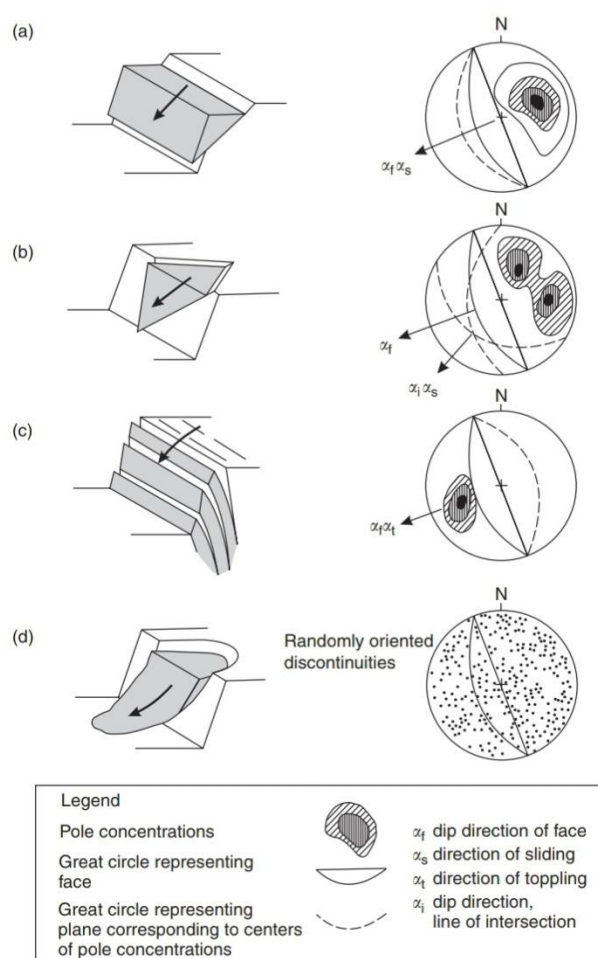 (a)
N
αf αs
(b)
N
αf
αi αs
(c)
N
αfαt
(d)
Randomly oriented
discontinuities
N
Legend
Pole concentrations
Great circle representing
face
Great circle representing
plane corresponding to centers
of pole concentrations
αf dip direction of face
αs direction of sliding
αt direction of toppling
αi dip direction,
line of intersection